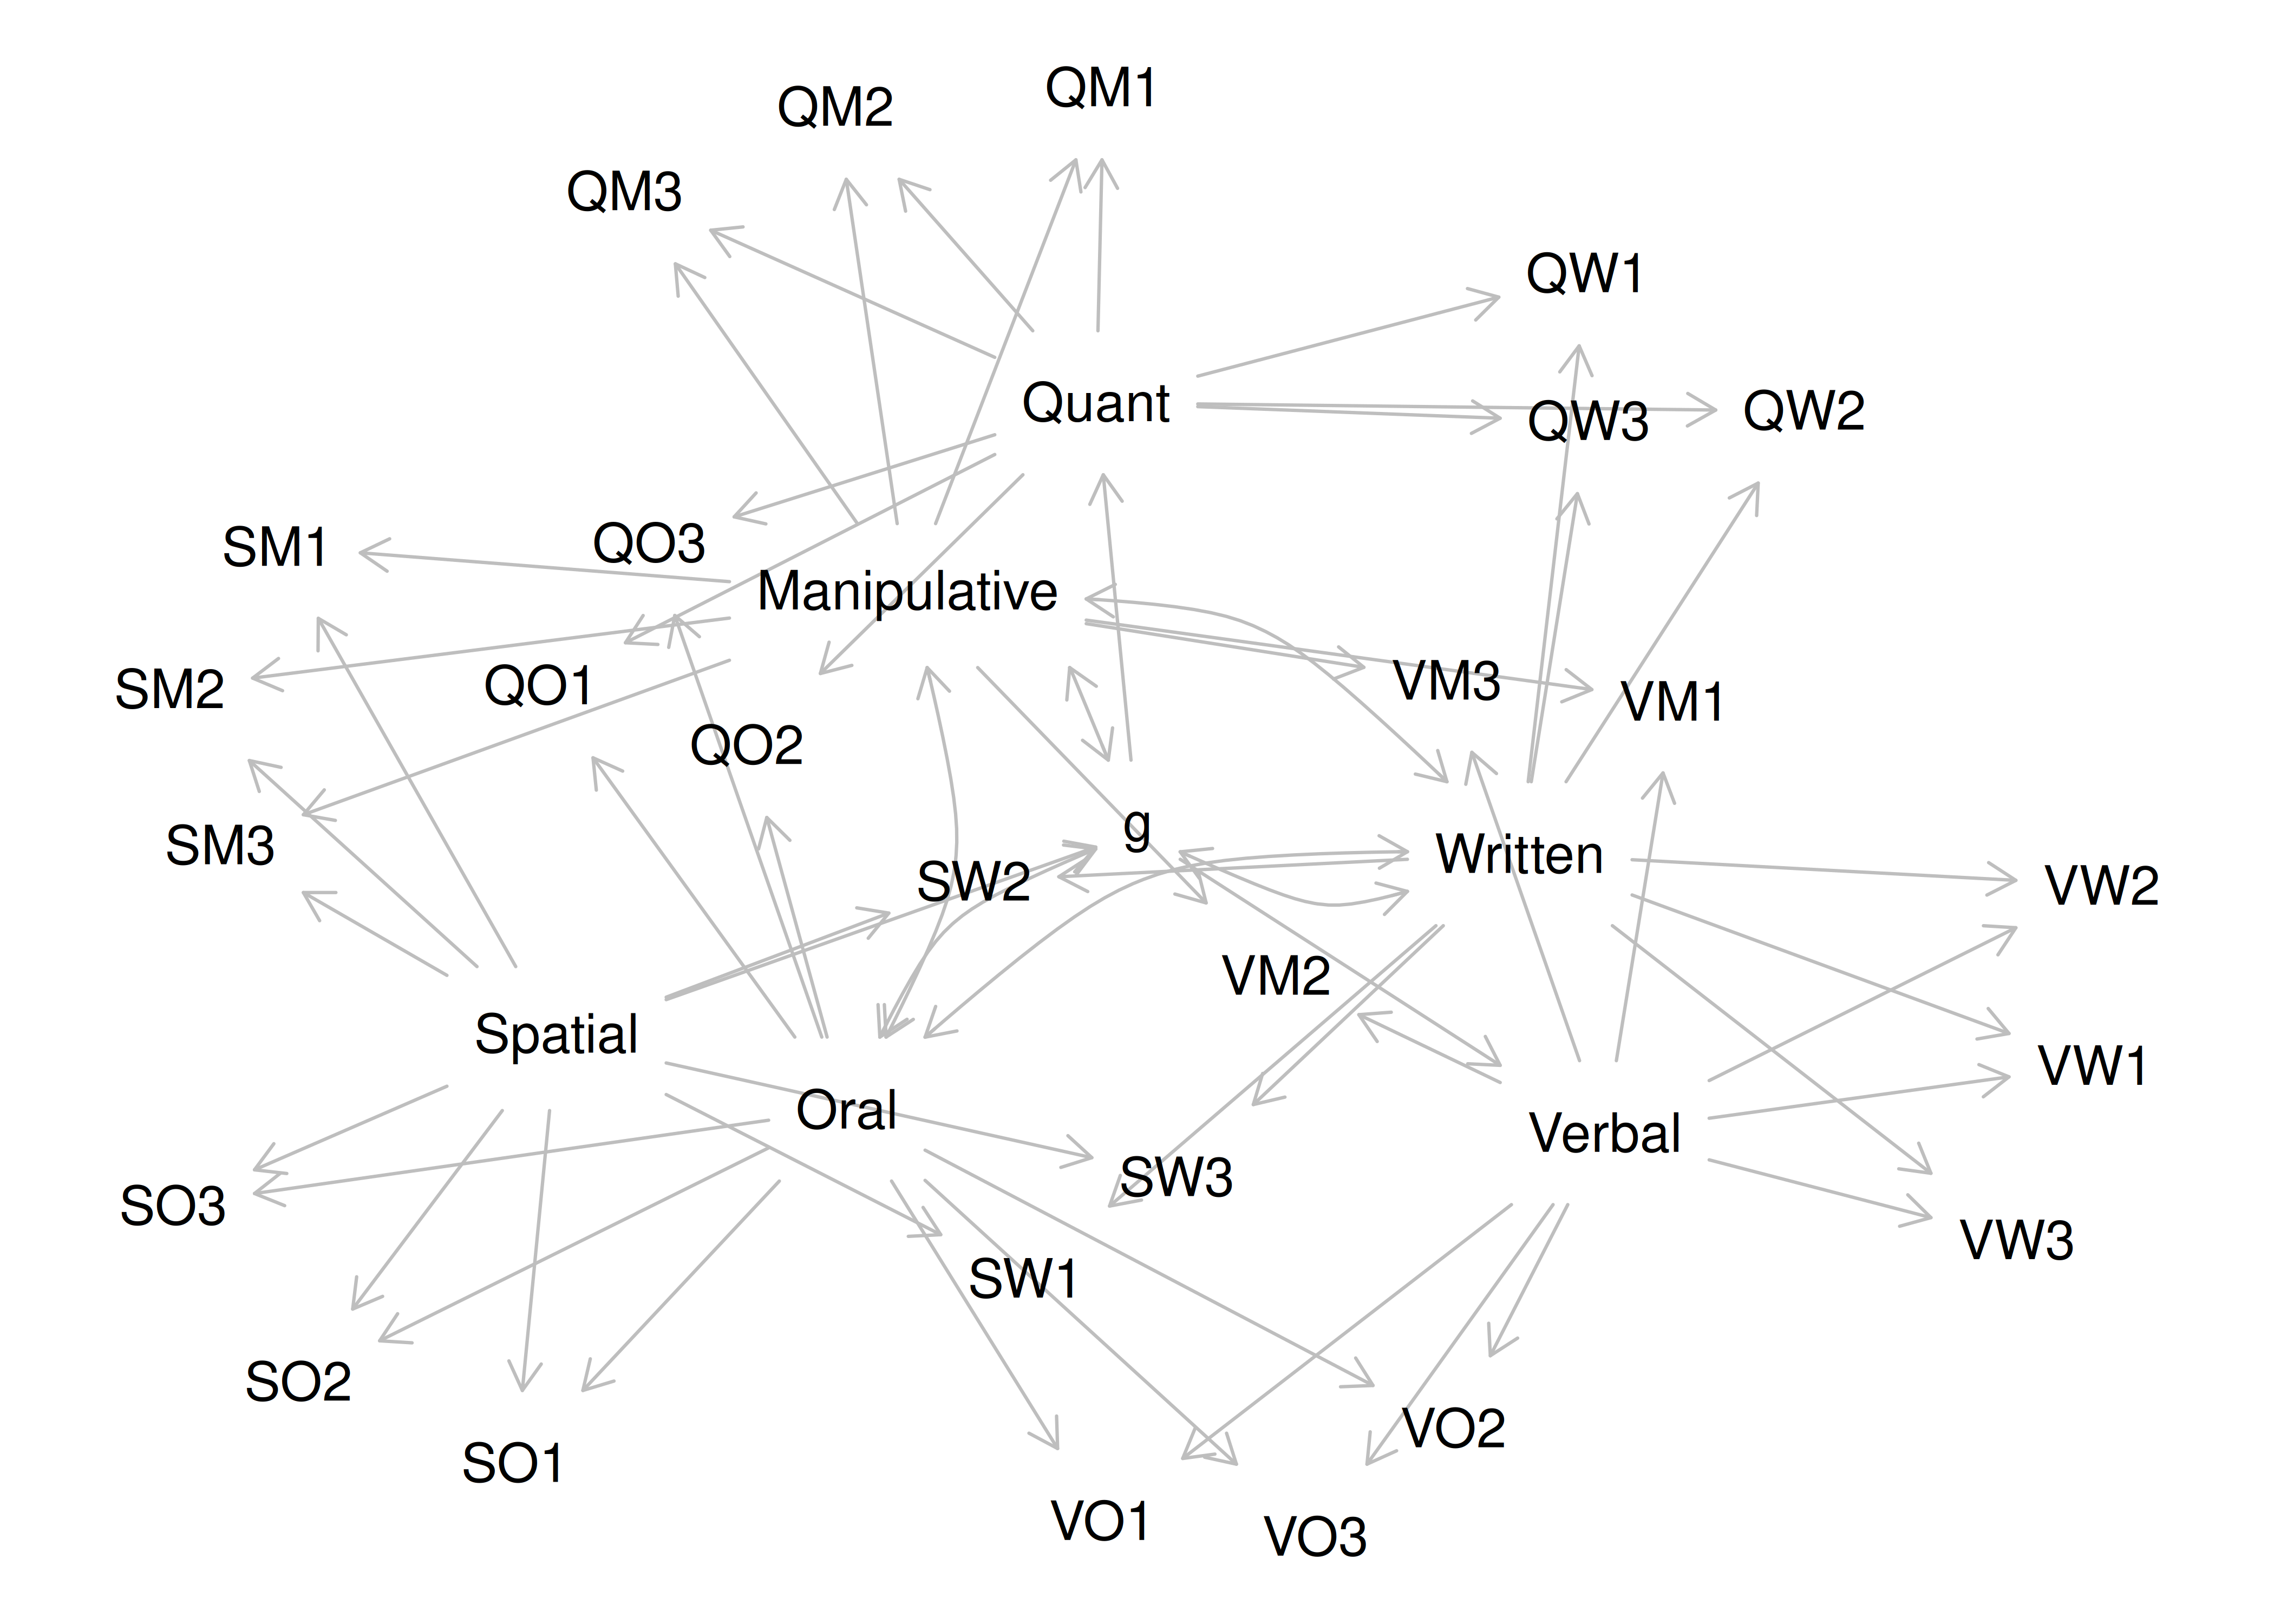 QM1
QM2
QM3
QW1
Quant
QW2
QW3
QO3
SM1
Manipulative
VM3
QO1
SM2
VM1
QO2
g
SM3
Written
SW2
VW2
VM2
Spatial
VW1
Oral
Verbal
SW3
SO3
VW3
SW1
SO2
VO2
SO1
VO1
VO3